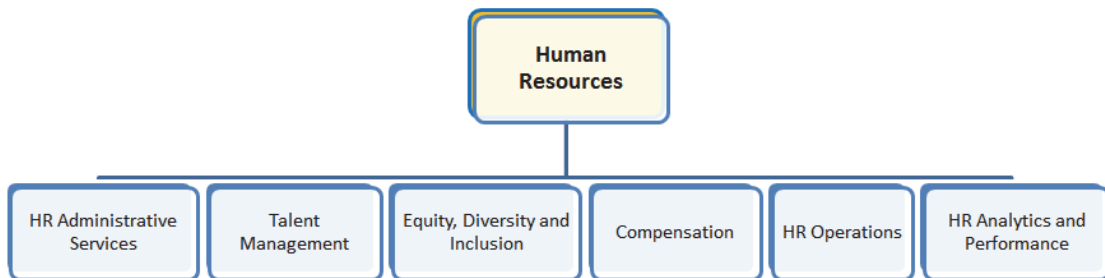 Human
Resources
HR Administrative
Services
Talent
Management
Equity, Diversity and
Inclusion
Compensation
HR Operations
HR Analytics and
Performance